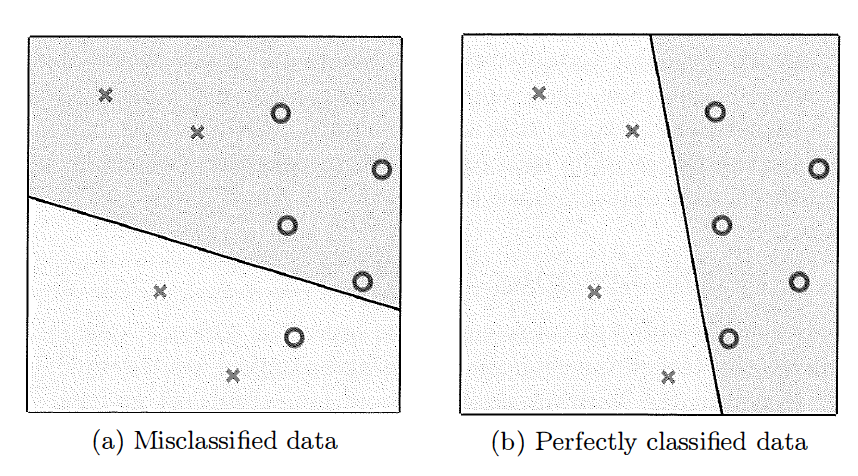 (a) Misclassified data
(b) Perfectly classified data